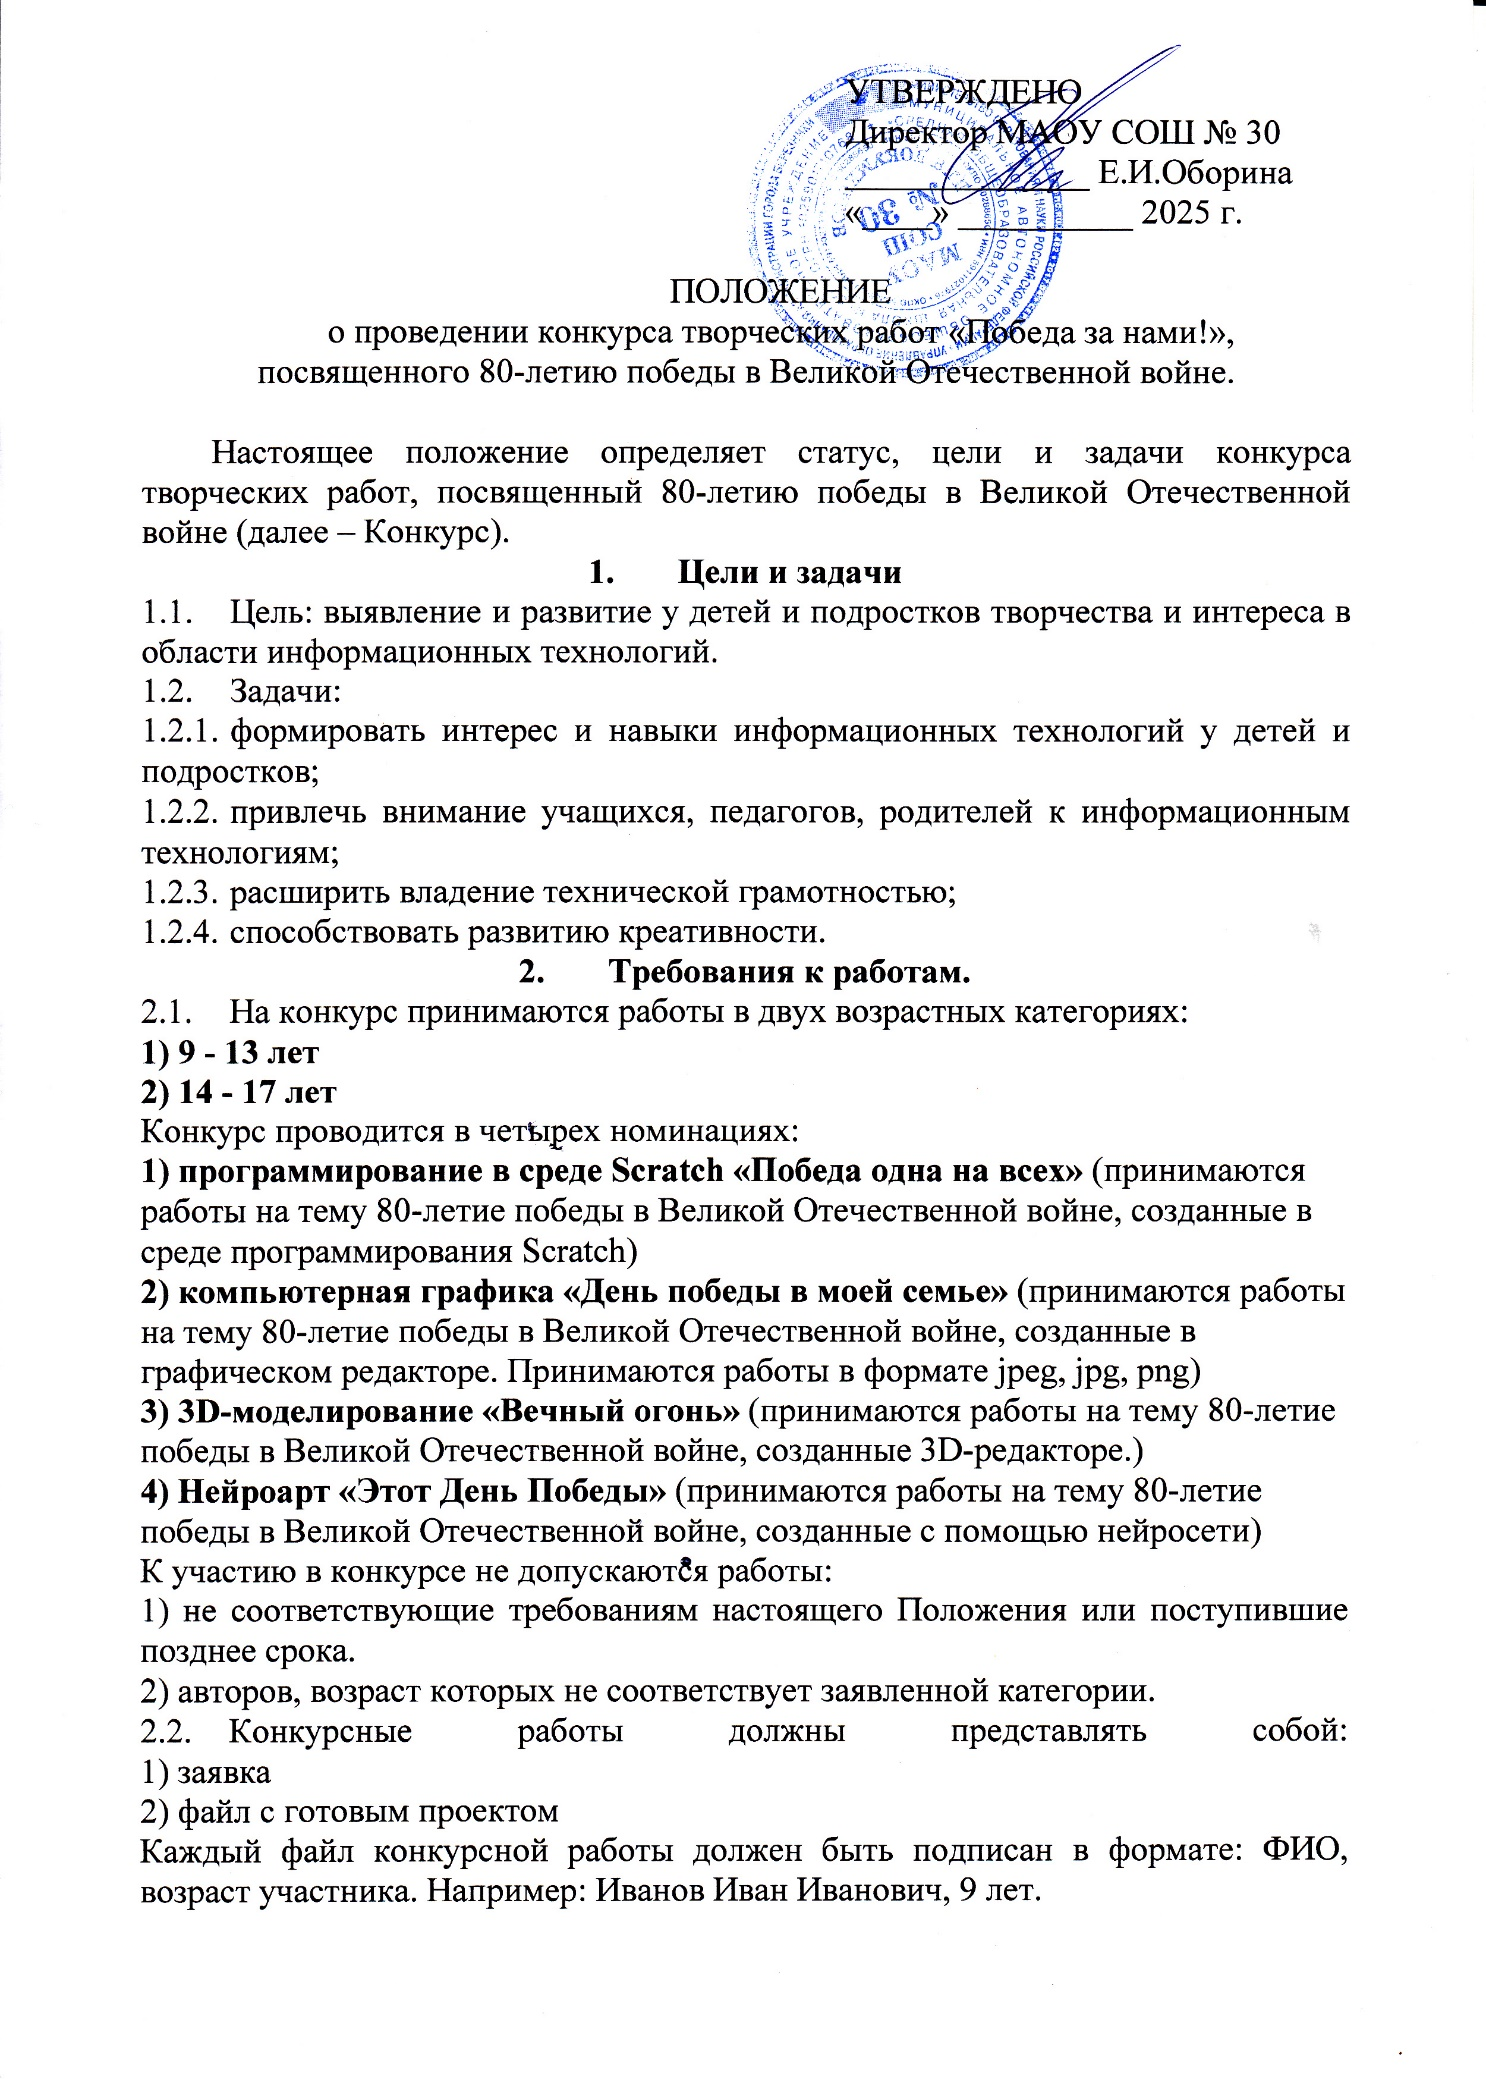 УТВЕРЖДЕНО
Директор МАОУ СОШ № 30
______________ Е.И.Оборина
«____» __________ 2025 г.
МАОУ
СОШ
№ 30
ПОЛОЖЕНИЕ
о проведении конкурса творческих работ «Победа за нами!»,
посвященного 80-летию победы в Великой Отечественной войне.
Настоящее положение определяет статус, цели и задачи конкурса
творческих работ, посвященный 80-летию победы в Великой Отечественной
войне (далее – Конкурс).
1. Цели и задачи
1.1. Цель: выявление и развитие у детей и подростков творчества и интереса в
области информационных технологий.
1.2. Задачи:
1.2.1. формировать интерес и навыки информационных технологий у детей и
подростков;
1.2.2. привлечь внимание учащихся, педагогов, родителей к информационным
технологиям;
1.2.3. расширить владение технической грамотностью;
1.2.4. способствовать развитию креативности.
2. Требования к работам.
2.1. На конкурс принимаются работы в двух возрастных категориях:
1) 9 - 13 лет
2) 14 - 17 лет
Конкурс проводится в четырех номинациях:
1) программирование в среде Scratch «Победа одна на всех» (принимаются
работы на тему 80-летие победы в Великой Отечественной войне, созданные в
среде программирования Scratch)
2) компьютерная графика «День победы в моей семье» (принимаются работы
на тему 80-летие победы в Великой Отечественной войне, созданные в
графическом редакторе. Принимаются работы в формате jpeg, jpg, png)
3) 3D-моделирование «Вечный огонь» (принимаются работы на тему 80-летие
победы в Великой Отечественной войне, созданные 3D-редакторе.)
4) Нейроарт «Этот День Победы» (принимаются работы на тему 80-летие
победы в Великой Отечественной войне, созданные с помощью нейросети)
К участию в конкурсе не допускаются работы:
1) не соответствующие требованиям настоящего Положения или поступившие
позднее срока.
2) авторов, возраст которых не соответствует заявленной категории.
2.2. Конкурсные работы должны представлять собой:
1) заявка
2) файл с готовым проектом
Каждый файл конкурсной работы должен быть подписан в формате: ФИО,
возраст участника. Например: Иванов Иван Иванович, 9 лет.